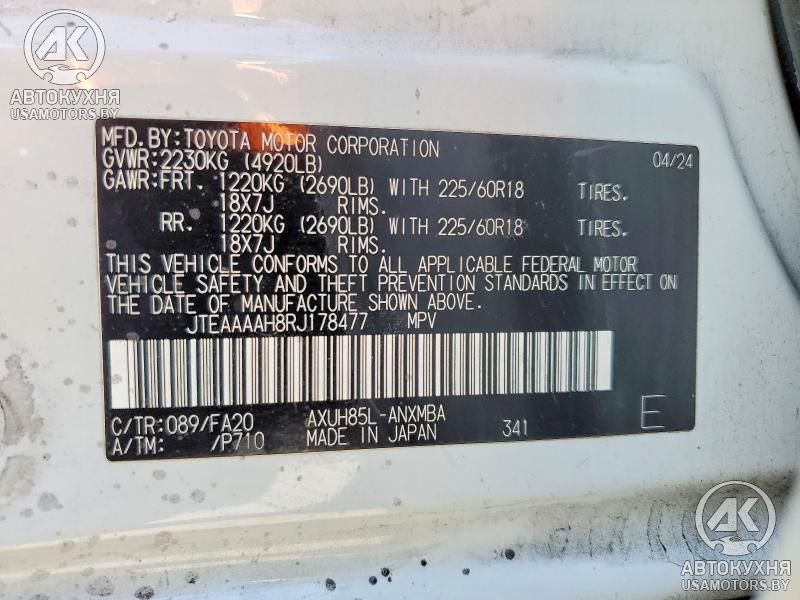 АК
АВТОКУХНЯ
USAMOTORS.BY
MFD.BY:TOYOTA MOTOR CORPORATION 04/24
GVWR:2230KG (4920LB)
GAWR:FRT. 1220KG (2690LB) WITH 225/60R18 TIRES.
18X7J RIMS.
RR. 1220KG (2690LB) WITH 225/60R18 TIRES.
18X7J RIMS.
THIS VEHICLE CONFORMS TO ALL APPLICABLE FEDERAL MOTOR
VEHICLE SAFETY AND THEFT PREVENTION STANDARDS IN EFFECT ON
THE DATE OF MANUFACTURE SHOWN ABOVE.
JTEAAAAH8RJ178477 MPV
C/TR:089/FA20 AXUH85L-ANXMBA
A/TM: /P710 MADE IN JAPAN 341 E
АК
АВТОКУХНЯ
USAMOTORS.BY